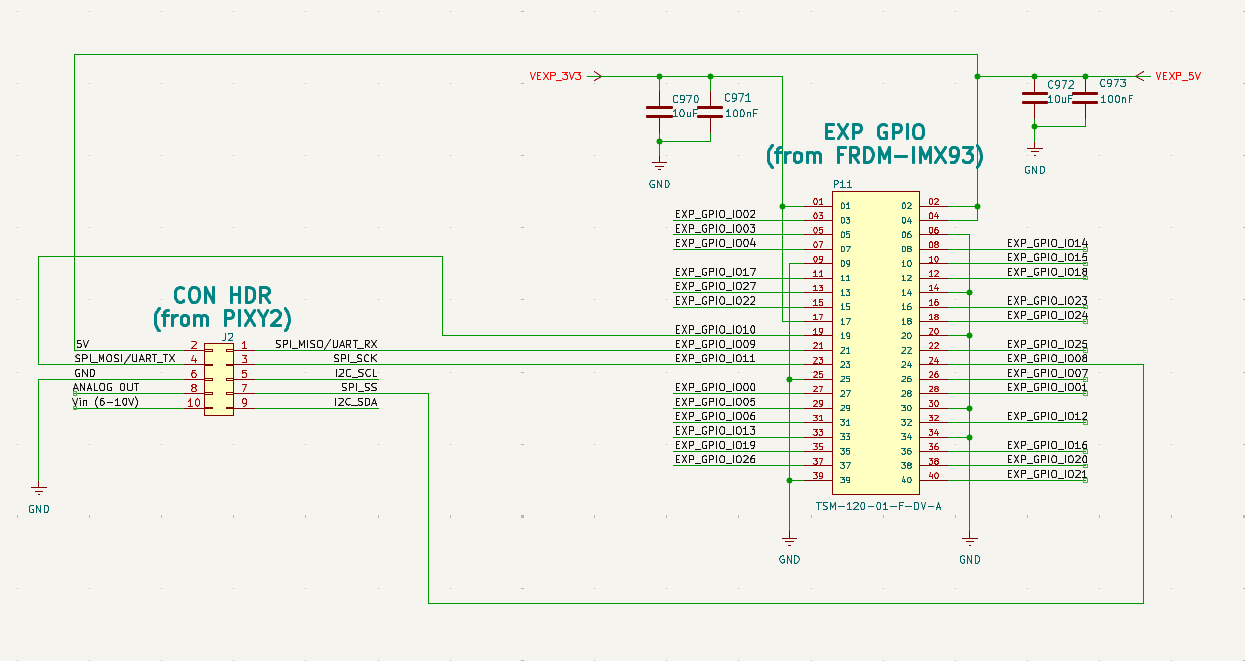 VEXP_3V3
VEXP_5V
C970
10uF
C971
100nF
C972
10uF
C973
100nF
GND
GND
EXP GPIO
(from FRDM-IMX93)
P11
01 01 02 02
EXP_GPIO_IO02 03 03 04 04
EXP_GPIO_IO03 05 05 06 06
EXP_GPIO_IO04 07 07 08 08 EXP_GPIO_IO14
09 09 10 10 EXP_GPIO_IO15
EXP_GPIO_IO17 11 11 12 12 EXP_GPIO_IO18
EXP_GPIO_IO27 13 13 14 14
EXP_GPIO_IO22 15 15 16 16 EXP_GPIO_IO23
17 17 18 18 EXP_GPIO_IO24
EXP_GPIO_IO10 19 19 20 20
EXP_GPIO_IO09 21 21 22 22 EXP_GPIO_IO25
EXP_GPIO_IO11 23 23 24 24 EXP_GPIO_IO08
25 25 26 26 EXP_GPIO_IO07
EXP_GPIO_IO00 27 27 28 28 EXP_GPIO_IO01
EXP_GPIO_IO05 29 29 30 30
EXP_GPIO_IO06 31 31 32 32 EXP_GPIO_IO12
EXP_GPIO_IO13 33 33 34 34
EXP_GPIO_IO19 35 35 36 36 EXP_GPIO_IO16
EXP_GPIO_IO26 37 37 38 38 EXP_GPIO_IO20
39 39 40 40 EXP_GPIO_IO21
TSM-120-01-F-DV-A
GND
GND
CON HDR
(from PIXY2)
J2
5V 2 1 SPI_MISO/UART_RX
SPI_MOSI/UART_TX 4 3 SPI_SCK
GND 6 5 I2C_SCL
ANALOG OUT 8 7 SPI_SS
Vin (6-10V) 10 9 I2C_SDA
GND